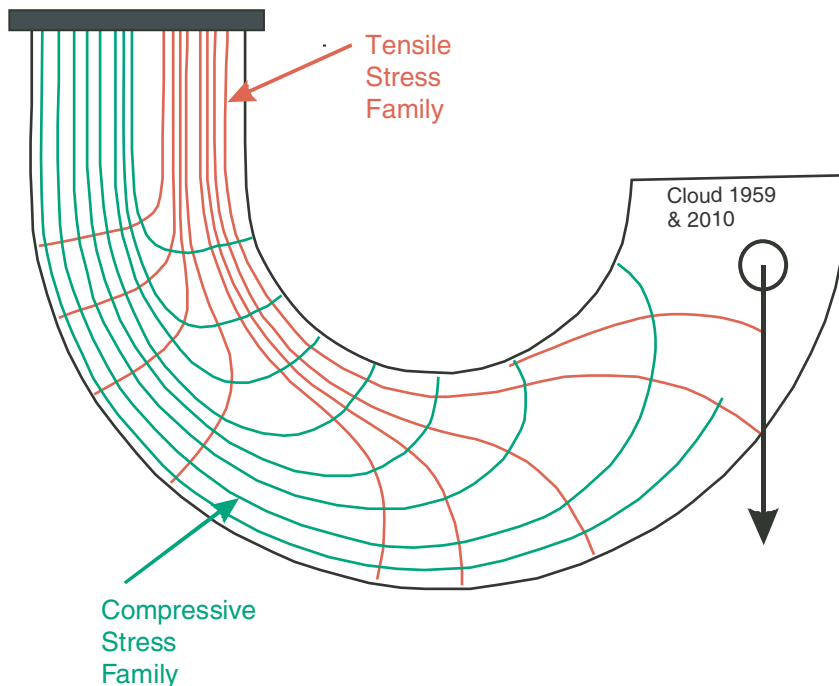 Tensile
Stress
Family
Cloud 1959
& 2010
Compressive
Stress
Family